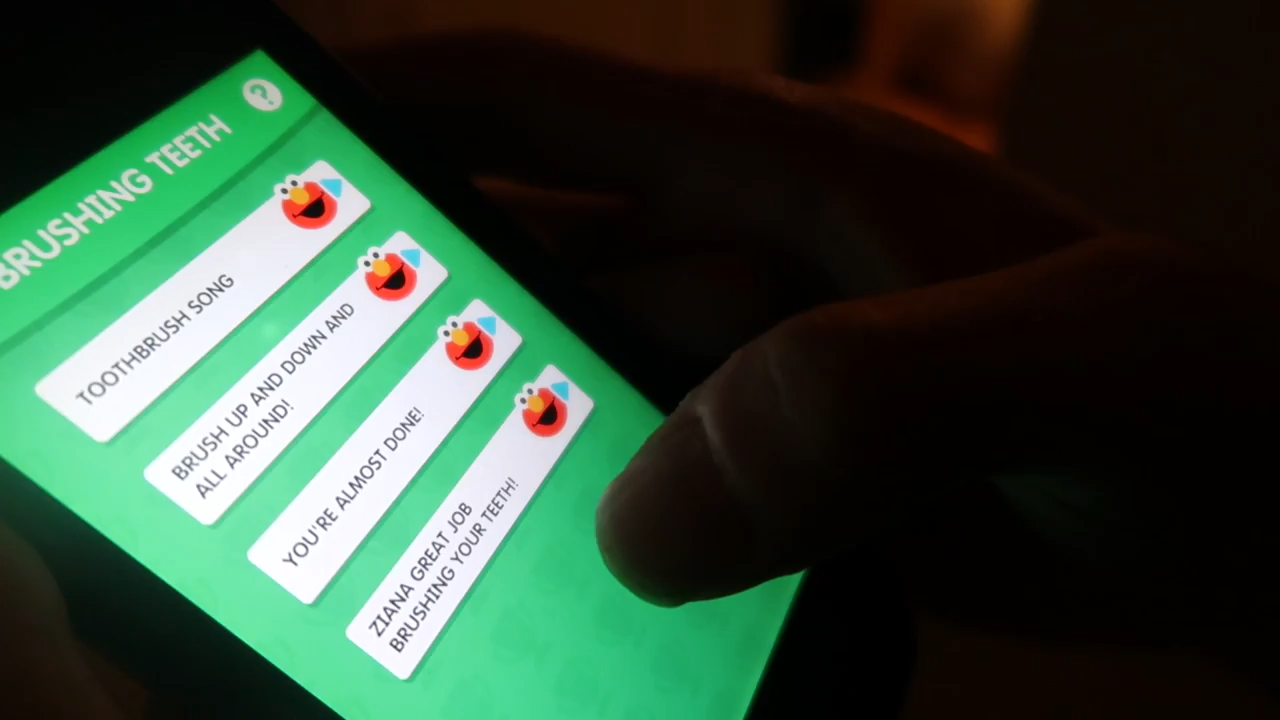 BRUSHING TEETH
?
TOOTHBRUSH SONG
BRUSH UP AND DOWN AND
ALL AROUND!
YOU'RE ALMOST DONE!
ZIANA GREAT JOB
BRUSHING YOUR TEETH!